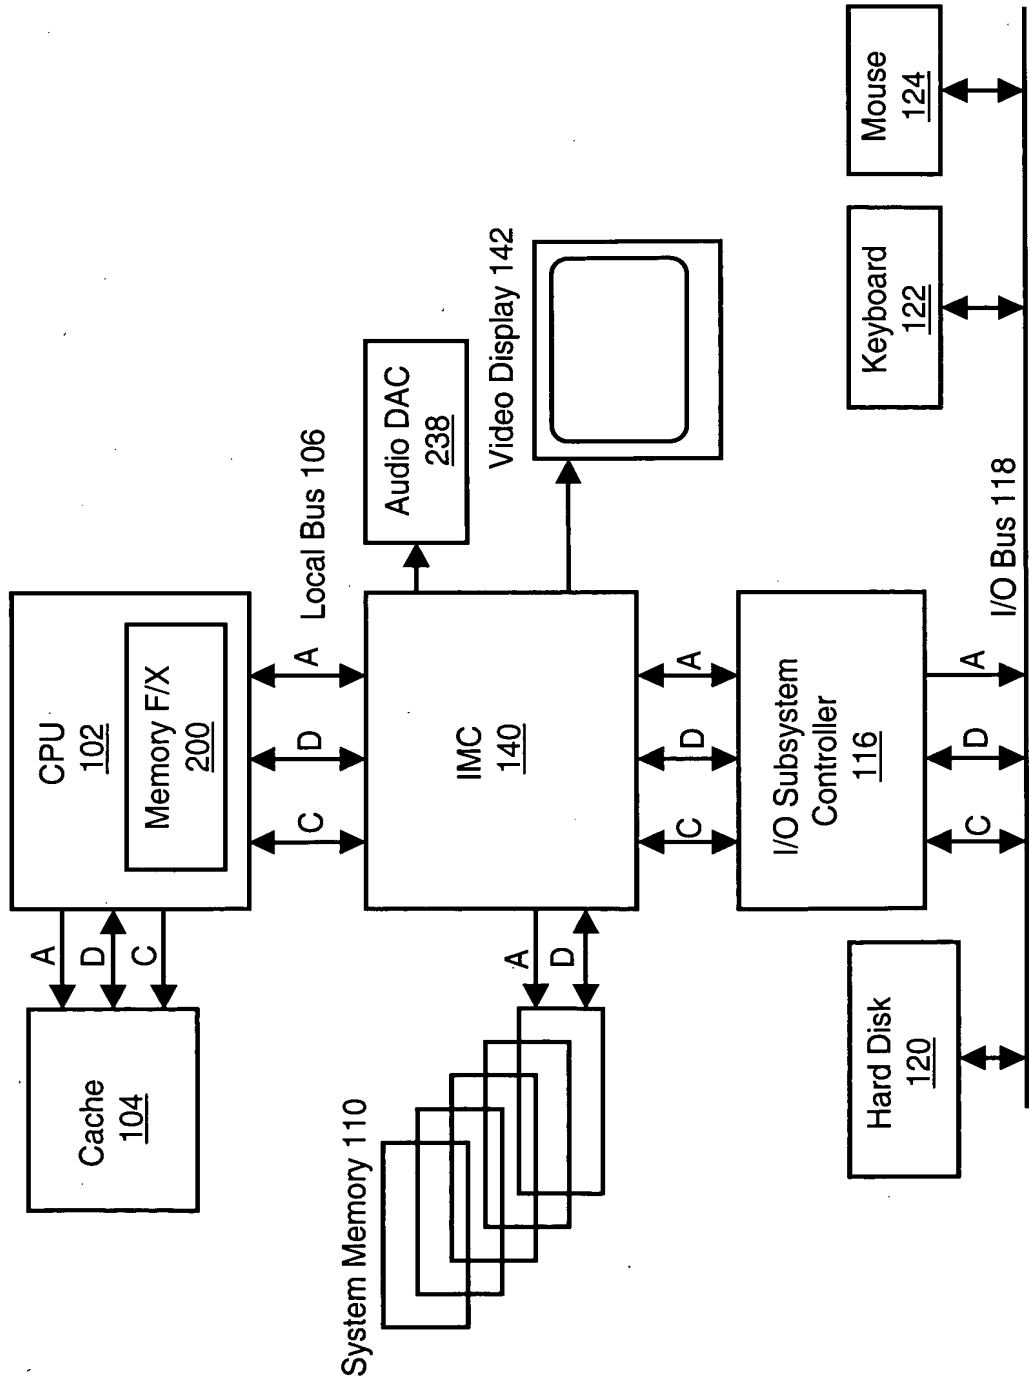 Cache
104
A
D
C
CPU
102
Memory F/X
200
C
D
A
Local Bus 106
System Memory 110
A
D
IMC
140
Audio DAC
238
Video Display 142
C
D
A
I/O Subsystem
Controller
116
Hard Disk
120
C
D
A
I/O Bus 118
Keyboard
122
Mouse
124